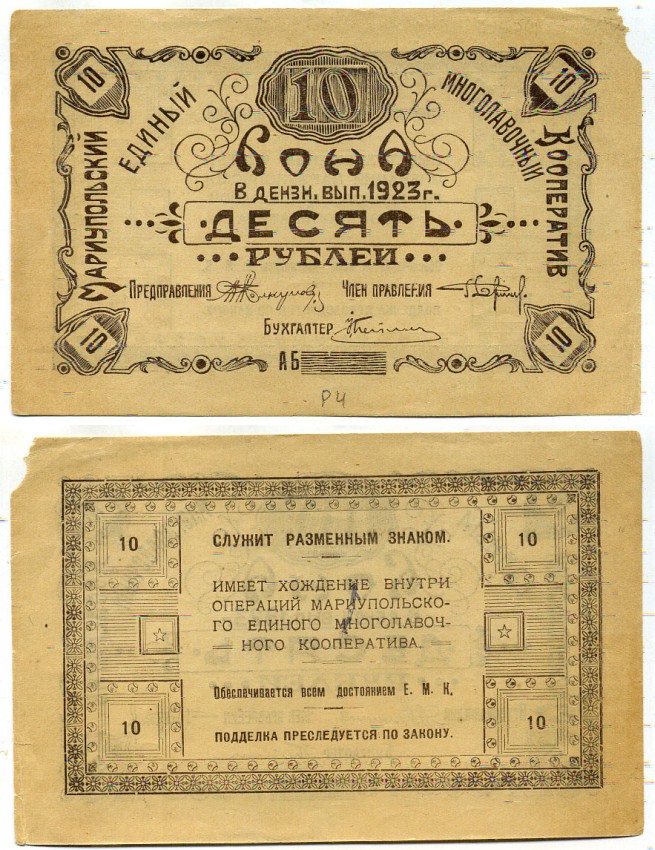 10
10
10
МАРИУПОЛЬСКИЙ
ЕДИНЫЙ
МНОГОЛАВОЧНЫЙ
КООПЕРАТИВ
БОНА
В ДЕНЗН. ВЫП. 1923 г.
ДЕСЯТЬ
РУБЛЕЙ
ПРЕДПРАВЛЕНИЯ ЧЛЕН ПРАВЛЕНИЯ
БУХГАЛТЕР
10
10
АБ
РЧ
10
10
СЛУЖИТ РАЗМЕННЫМ ЗНАКОМ.
ИМЕЕТ ХОЖДЕНИЕ ВНУТРИ
ОПЕРАЦИЙ МАРИУПОЛЬСКО-
ГО ЕДИНОГО МНОГОЛАВОЧ-
НОГО КООПЕРАТИВА.
Обеспечивается всем достоянием Е. М. К.
10
10
ПОДДЕЛКА ПРЕСЛЕДУЕТСЯ ПО ЗАКОНУ.